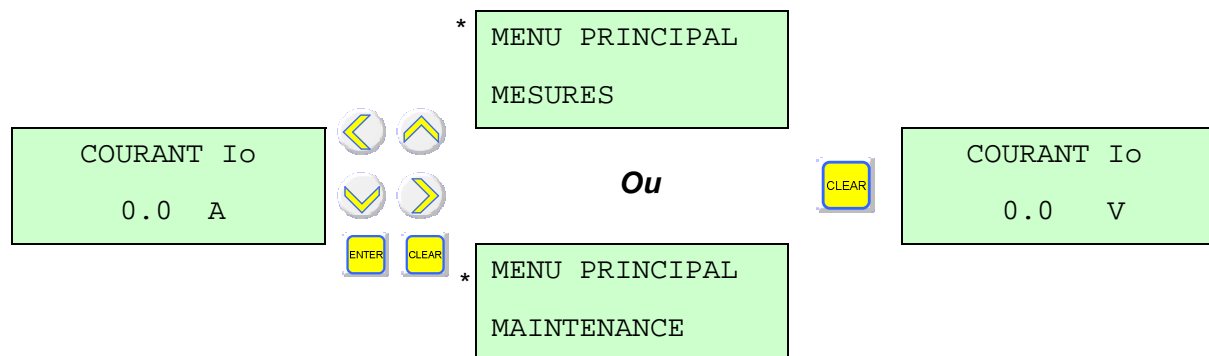 *
MENU PRINCIPAL
MESURES
COURANT Io
0.0 A
ENTER
CLEAR
Ou
CLEAR
COURANT Io
0.0 V
*
MENU PRINCIPAL
MAINTENANCE